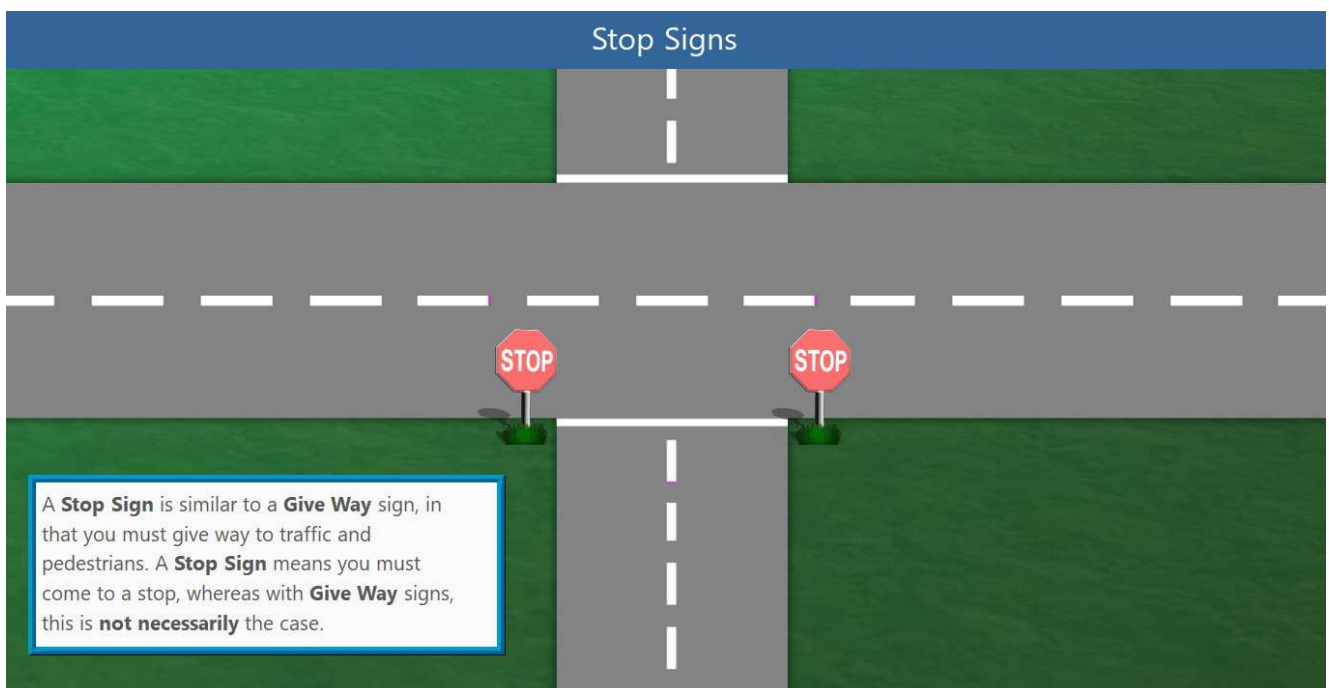 Stop Signs
STOP
STOP
A Stop Sign is similar to a Give Way sign, in
that you must give way to traffic and
pedestrians. A Stop Sign means you must
come to a stop, whereas with Give Way signs,
this is not necessarily the case.